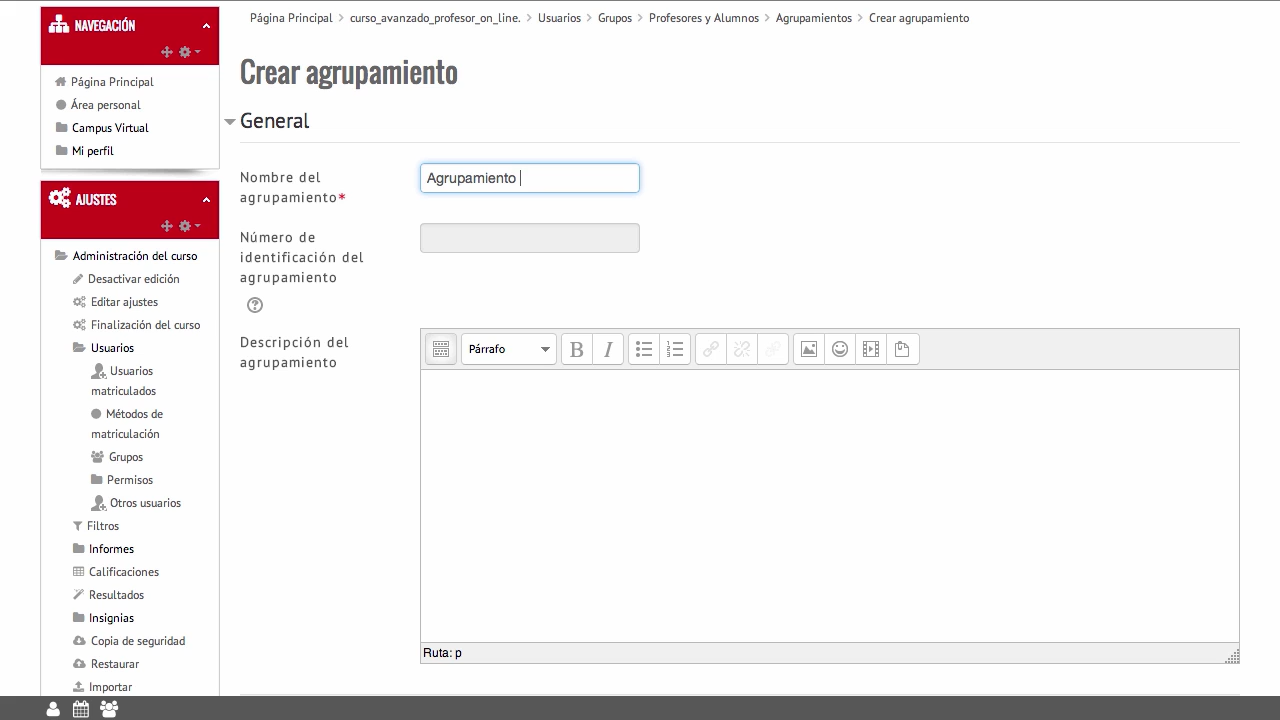 NAVEGACIÓN
Página Principal
Área personal
Campus Virtual
Mi perfil
AJUSTES
Administración del curso
Desactivar edición
Editar ajustes
Finalización del curso
Usuarios
Usuarios
matriculados
Métodos de
matriculación
Grupos
Permisos
Otros usuarios
Filtros
Informes
Calificaciones
Resultados
Insignias
Copia de seguridad
Restaurar
Importar
Página Principal > curso_avanzado_profesor_on_line. > Usuarios > Grupos > Profesores y Alumnos > Agrupamientos > Crear agrupamiento
Crear agrupamiento
General
Nombre del
agrupamiento*
Agrupamiento
Número de
identificación del
agrupamiento
Descripción del
agrupamiento
Párrafo
B I
Ruta: p